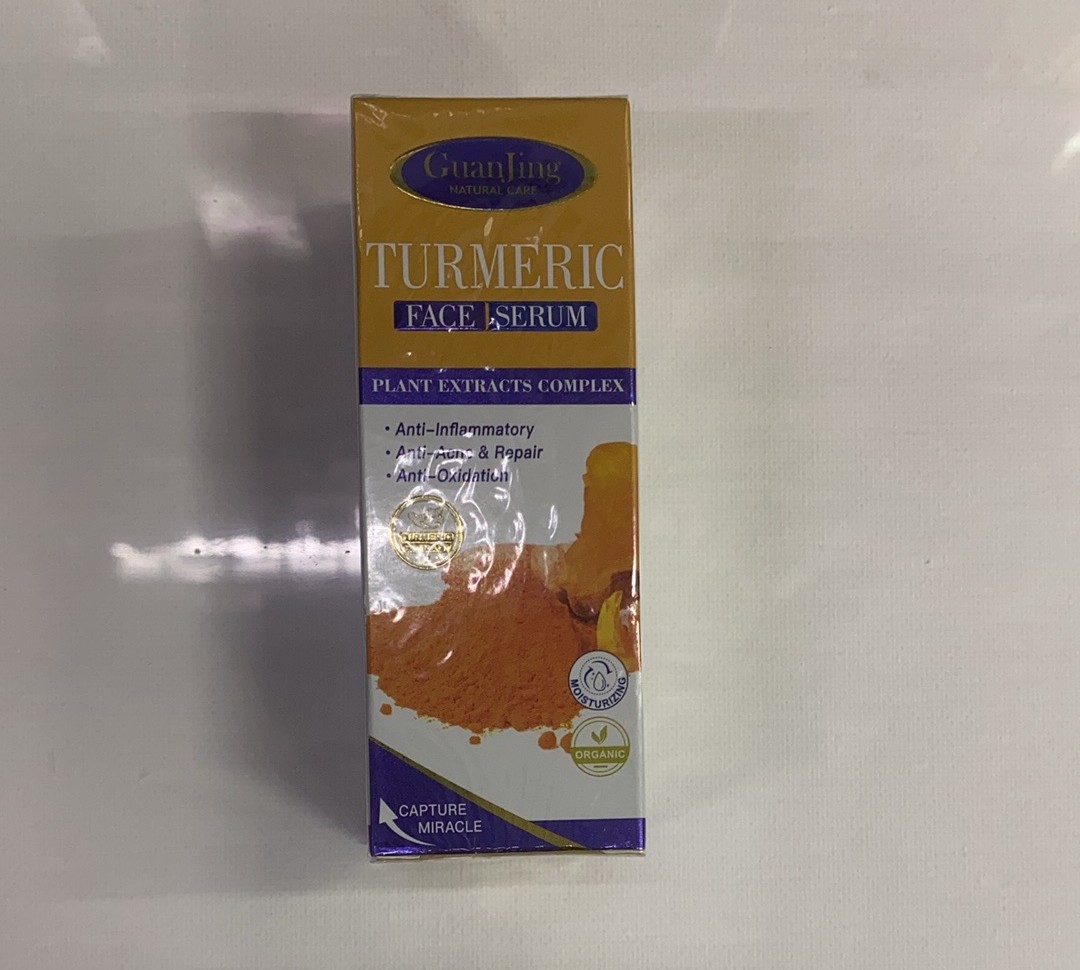 GuanJing
NATURAL CARE
TURMERIC
FACE SERUM
PLANT EXTRACTS COMPLEX
• Anti-Inflammatory
• Anti-Acne & Repair
• Anti-Oxidation
TURMERIC
MOISTURIZING
ORGANIC
CAPTURE
MIRACLE